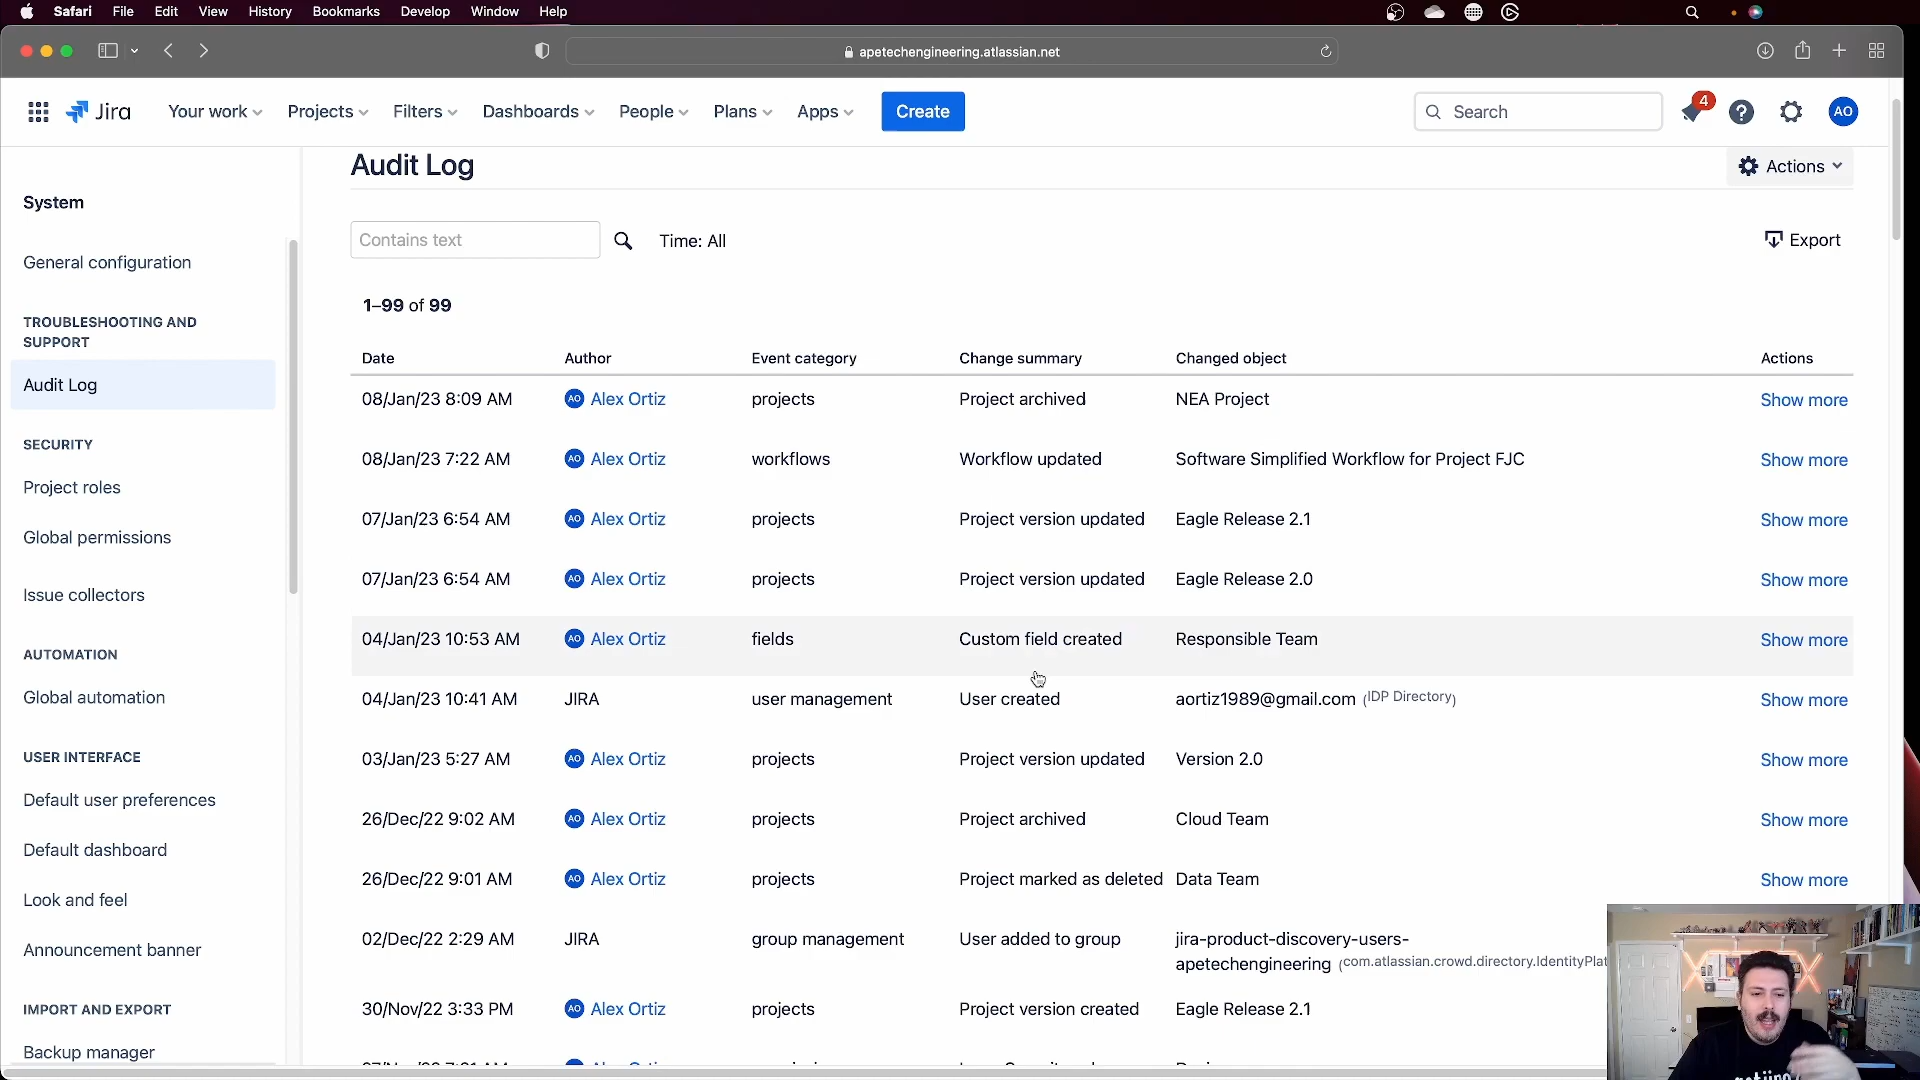 Safari File Edit View History Bookmarks Develop Window Help
apetechengineering.atlassian.net
Jira Your work Projects Filters Dashboards People Plans Apps Create Search 4 AO
Audit Log
Actions
System
General configuration
TROUBLESHOOTING AND
SUPPORT
Audit Log
SECURITY
Project roles
Global permissions
Issue collectors
AUTOMATION
Global automation
USER INTERFACE
Default user preferences
Default dashboard
Look and feel
Announcement banner
IMPORT AND EXPORT
Backup manager
Contains text Time: All Export
1–99 of 99
Date Author Event category Change summary Changed object Actions
08/Jan/23 8:09 AM AO Alex Ortiz projects Project archived NEA Project Show more
08/Jan/23 7:22 AM AO Alex Ortiz workflows Workflow updated Software Simplified Workflow for Project FJC Show more
07/Jan/23 6:54 AM AO Alex Ortiz projects Project version updated Eagle Release 2.1 Show more
07/Jan/23 6:54 AM AO Alex Ortiz projects Project version updated Eagle Release 2.0 Show more
04/Jan/23 10:53 AM AO Alex Ortiz fields Custom field created Responsible Team Show more
04/Jan/23 10:41 AM JIRA user management User created aortiz1989@gmail.com (IDP Directory) Show more
03/Jan/23 5:27 AM AO Alex Ortiz projects Project version updated Version 2.0 Show more
26/Dec/22 9:02 AM AO Alex Ortiz projects Project archived Cloud Team Show more
26/Dec/22 9:01 AM AO Alex Ortiz projects Project marked as deleted Data Team Show more
02/Dec/22 2:29 AM JIRA group management User added to group jira-product-discovery-users-
apetechengineering (com.atlassian.crowd.directory.IdentityPlat
30/Nov/22 3:33 PM AO Alex Ortiz projects Project version created Eagle Release 2.1